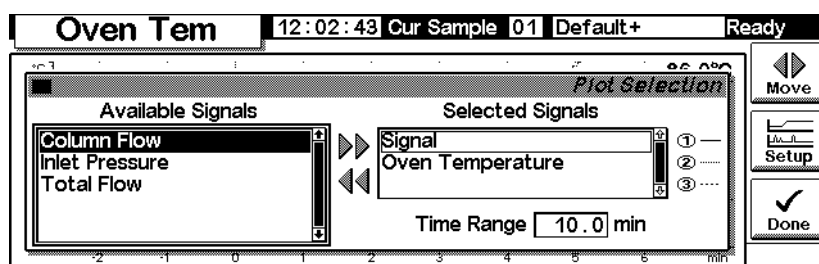 Oven Tem 12:02:43 Cur Sample 01 Default+ Ready
Plot Selection
Move
Available Signals Selected Signals
Column Flow Signal ①
Inlet Pressure Oven Temperature ②
Total Flow ③
Setup
Time Range 10.0 min
Done
-2 -1 0 1 2 3 4 5 6 min